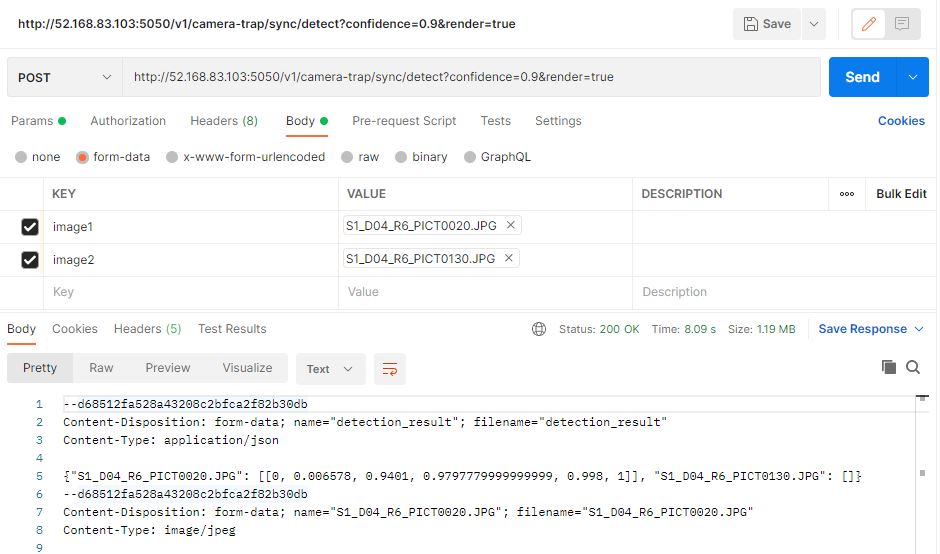 http://52.168.83.103:5050/v1/camera-trap/sync/detect?confidence=0.9&render=true
Save
POST
http://52.168.83.103:5050/v1/camera-trap/sync/detect?confidence=0.9&render=true
Send
Params Authorization Headers (8) Body Pre-request Script Tests Settings Cookies
none form-data x-www-form-urlencoded raw binary GraphQL
KEY VALUE DESCRIPTION ooo Bulk Edit
image1 S1_D04_R6_PICT0020.JPG ×
image2 S1_D04_R6_PICT0130.JPG ×
Key Value Description
Body Cookies Headers (5) Test Results Status: 200 OK Time: 8.09 s Size: 1.19 MB Save Response
Pretty Raw Preview Visualize Text
1 --d68512fa528a43208c2bfca2f82b30db
2 Content-Disposition: form-data; name="detection_result"; filename="detection_result"
3 Content-Type: application/json
4
5 {"S1_D04_R6_PICT0020.JPG": [[0, 0.006578, 0.9401, 0.9797779999999999, 0.998, 1]], "S1_D04_R6_PICT0130.JPG": []}
6 --d68512fa528a43208c2bfca2f82b30db
7 Content-Disposition: form-data; name="S1_D04_R6_PICT0020.JPG"; filename="S1_D04_R6_PICT0020.JPG"
8 Content-Type: image/jpeg
9